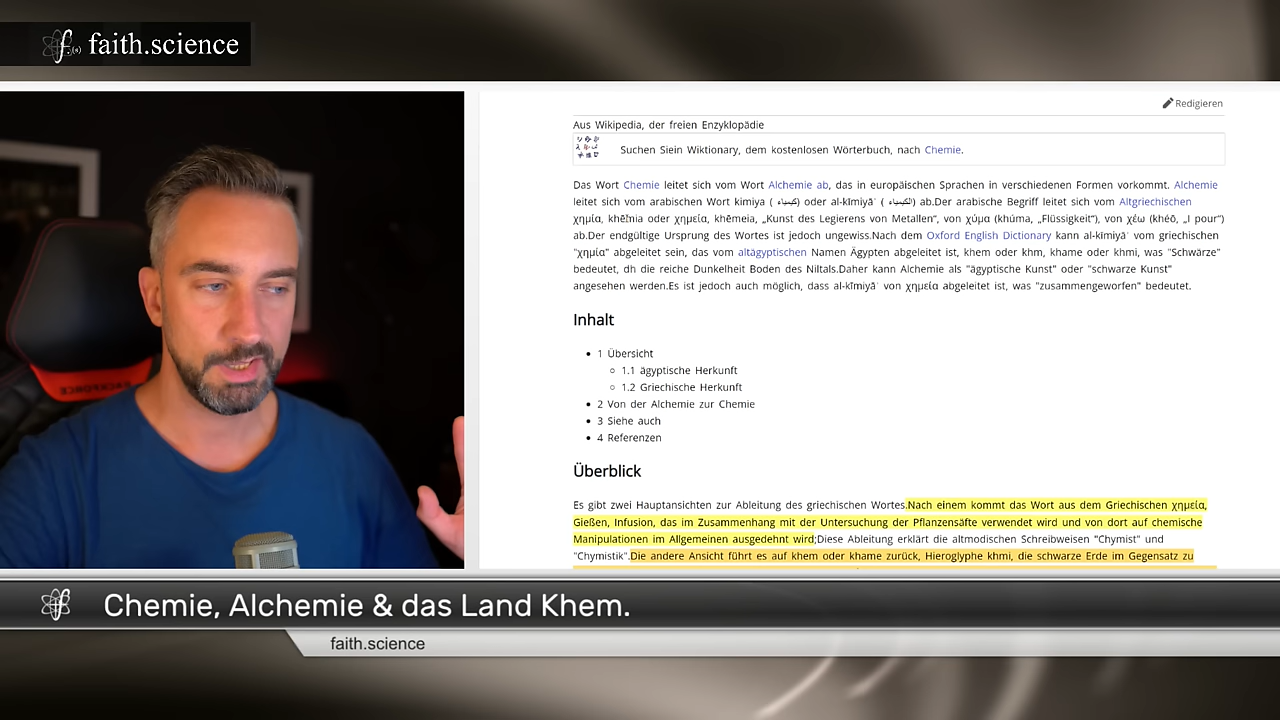 faith.science
Redigieren
Aus Wikipedia, der freien Enzyklopädie
Suchen Siein Wiktionary, dem kostenlosen Wörterbuch, nach Chemie.
Das Wort Chemie leitet sich vom Wort Alchemie ab, das in europäischen Sprachen in verschiedenen Formen vorkommt. Alchemie
leitet sich vom arabischen Wort kimiya ( كيمياء ) oder al-kīmiyāʾ ( الكيمياء ) ab.Der arabische Begriff leitet sich vom Altgriechischen
χημία, khēmia oder χημεία, khēmeia, „Kunst des Legierens von Metallen“, von χύμα (khúma, „Flüssigkeit“), von χέω (khéō, „I pour“)
ab.Der endgültige Ursprung des Wortes ist jedoch ungewiss.Nach dem Oxford English Dictionary kann al-kīmiyāʾ vom griechischen
"χημία" abgeleitet sein, das vom altägyptischen Namen Ägypten abgeleitet ist, khem oder khm, khame oder khmi, was "Schwärze"
bedeutet, dh die reiche Dunkelheit Boden des Niltals.Daher kann Alchemie als "ägyptische Kunst" oder "schwarze Kunst"
angesehen werden.Es ist jedoch auch möglich, dass al-kīmiyāʾ von χημεία abgeleitet ist, was "zusammengeworfen" bedeutet.
Inhalt
1 Übersicht
1.1 ägyptische Herkunft
1.2 Griechische Herkunft
2 Von der Alchemie zur Chemie
3 Siehe auch
4 Referenzen
Überblick
Es gibt zwei Hauptansichten zur Ableitung des griechischen Wortes.Nach einem kommt das Wort aus dem Griechischen χημεία,
Gießen, Infusion, das im Zusammenhang mit der Untersuchung der Pflanzensäfte verwendet wird und von dort auf chemische
Manipulationen im Allgemeinen ausgedehnt wird;Diese Ableitung erklärt die altmodischen Schreibweisen "Chymist" und
"Chymistik".Die andere Ansicht führt es auf khem oder khame zurück, Hieroglyphe khmi, die schwarze Erde im Gegensatz zu
Chemie, Alchemie & das Land Khem.
faith.science